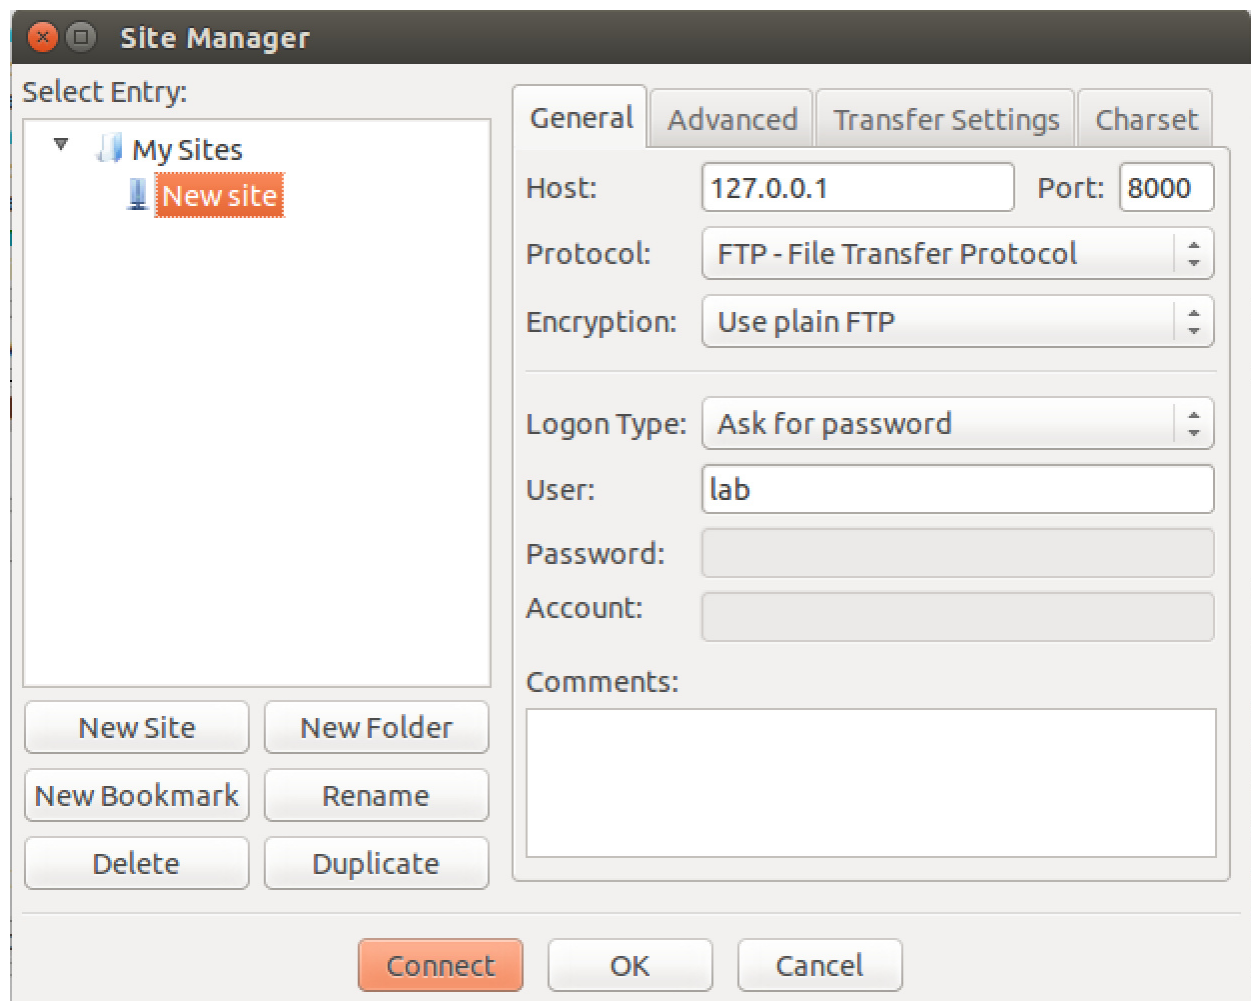 Site Manager
Select Entry:
My Sites
New site
New Site New Folder
New Bookmark Rename
Delete Duplicate
General Advanced Transfer Settings Charset
Host: 127.0.0.1 Port: 8000
Protocol: FTP - File Transfer Protocol
Encryption: Use plain FTP
Logon Type: Ask for password
User: lab
Password:
Account:
Comments:
Connect OK Cancel